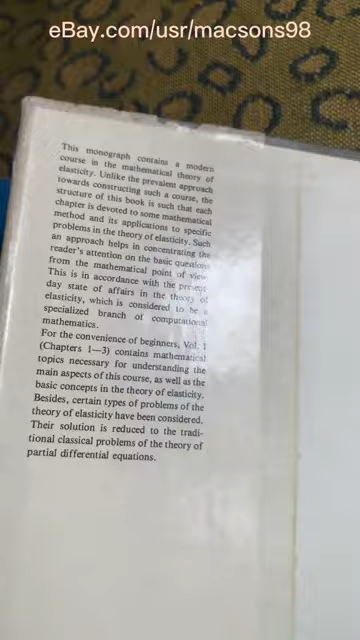 eBay.com/usr/macsons98
This monograph contains a modern
course in the mathematical theory of
elasticity. Unlike the prevalent approach
towards constructing such a course, the
structure of this book is such that each
chapter is devoted to some mathematical
method and its applications to specific
problems in the theory of elasticity. Such
an approach helps in concentrating the
reader's attention on the basic questions
from the mathematical point of view.
This is in accordance with the present
day state of affairs in the theory of
elasticity, which is considered to be a
specialized branch of computational
mathematics.
For the convenience of beginners, Vol. 1
(Chapters 1—3) contains mathematical
topics necessary for understanding the
main aspects of this course, as well as the
basic concepts in the theory of elasticity.
Besides, certain types of problems of the
theory of elasticity have been considered.
Their solution is reduced to the tradi-
tional classical problems of the theory of
partial differential equations.